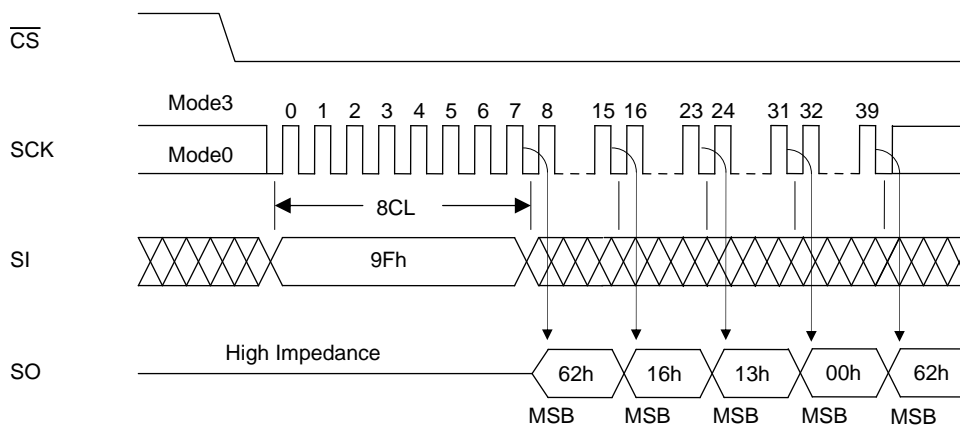 CS
Mode3
0 1 2 3 4 5 6 7 8 15 16 23 24 31 32 39
SCK
Mode0
8CL
SI
9Fh
High Impedance
SO
62h 16h 13h 00h 62h
MSB MSB MSB MSB MSB